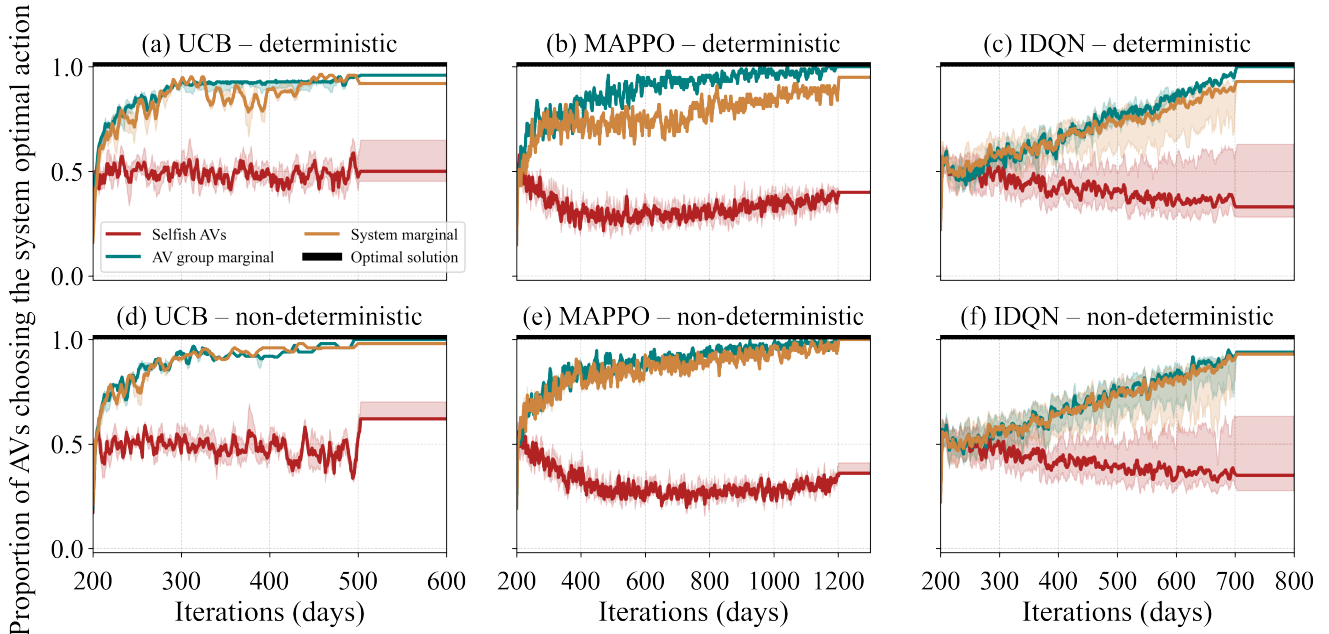 Proportion of AVs choosing the system optimal action
(a) UCB – deterministic
(b) MAPPO – deterministic
(c) IDQN – deterministic
1.0
0.5
0.0
Selfish AVs
AV group marginal
System marginal
Optimal solution
(d) UCB – non-deterministic
(e) MAPPO – non-deterministic
(f) IDQN – non-deterministic
1.0
0.5
0.0
200 300 400 500 600
200 400 600 800 1000 1200
200 300 400 500 600 700 800
Iterations (days)
Iterations (days)
Iterations (days)